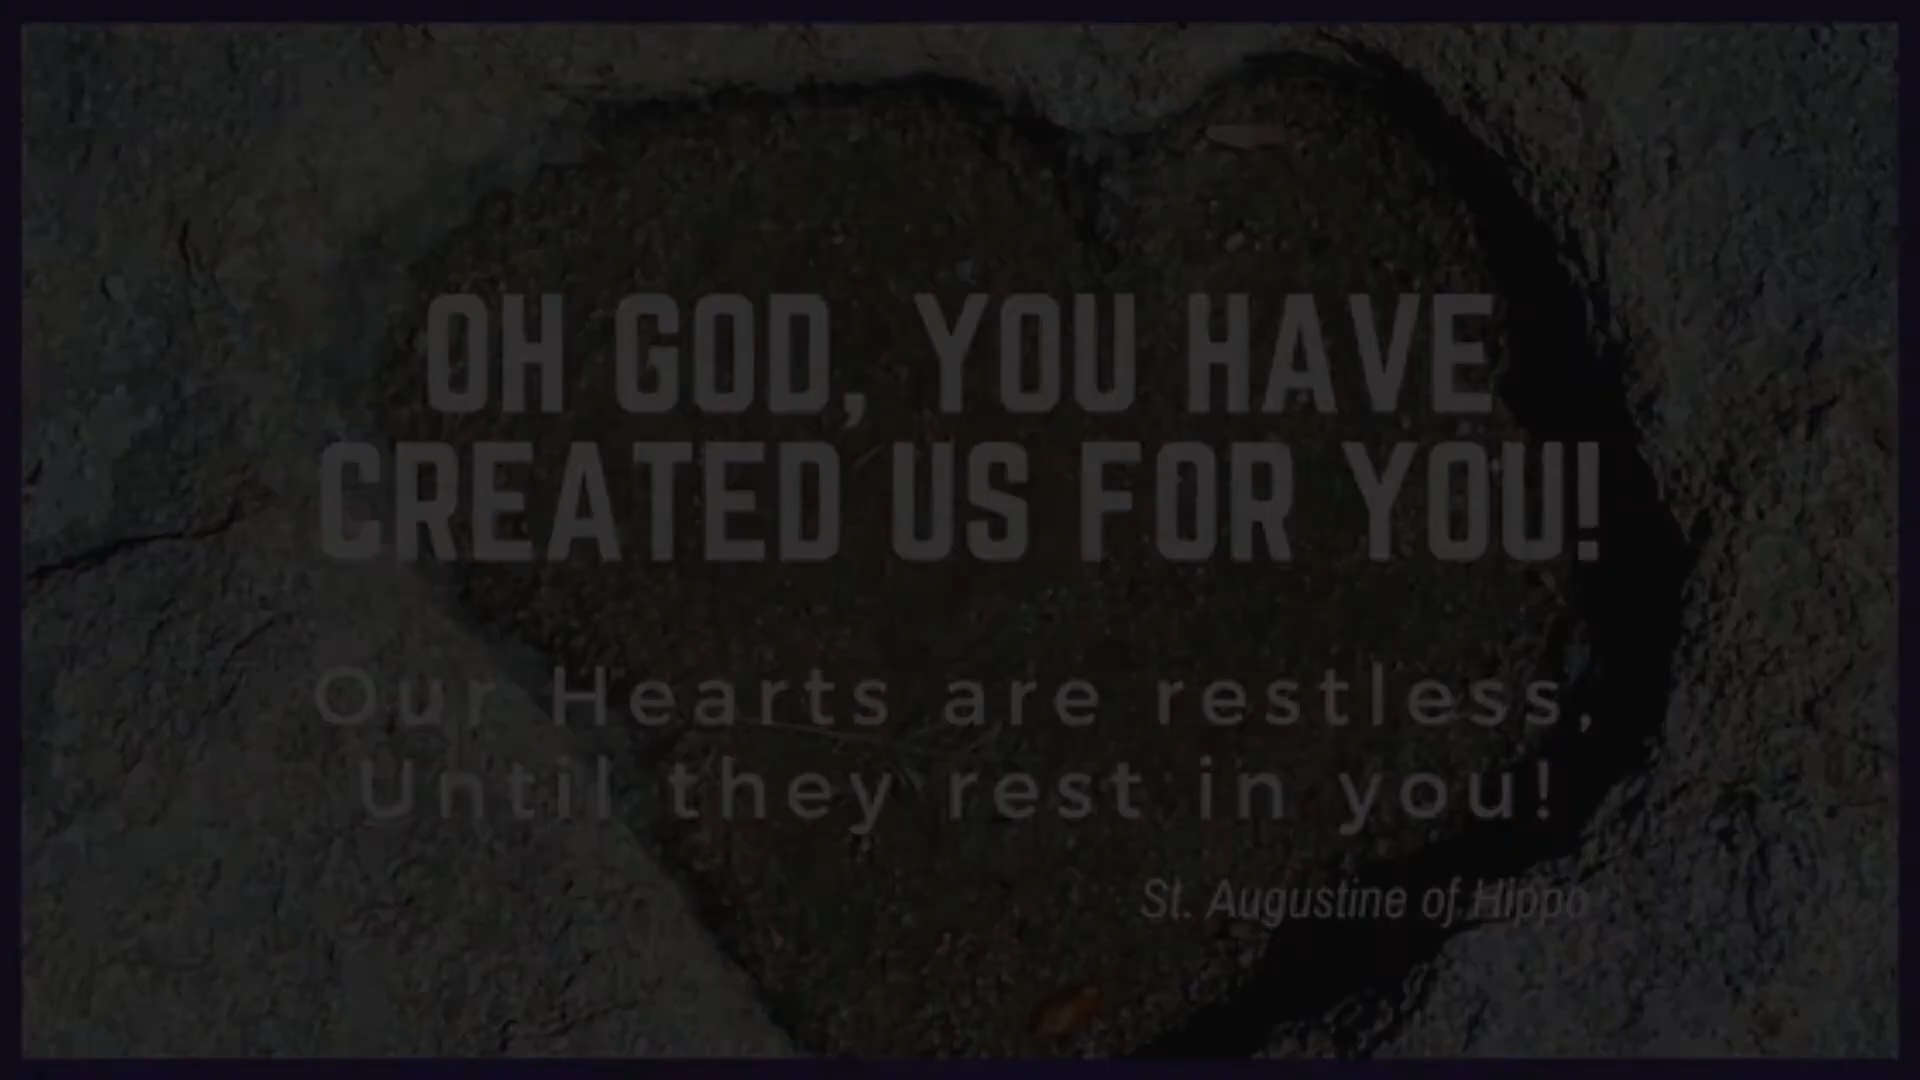 OH GOD, YOU HAVE
CREATED US FOR YOU!
Our Hearts are restless,
Until they rest in you!
St. Augustine of Hippo